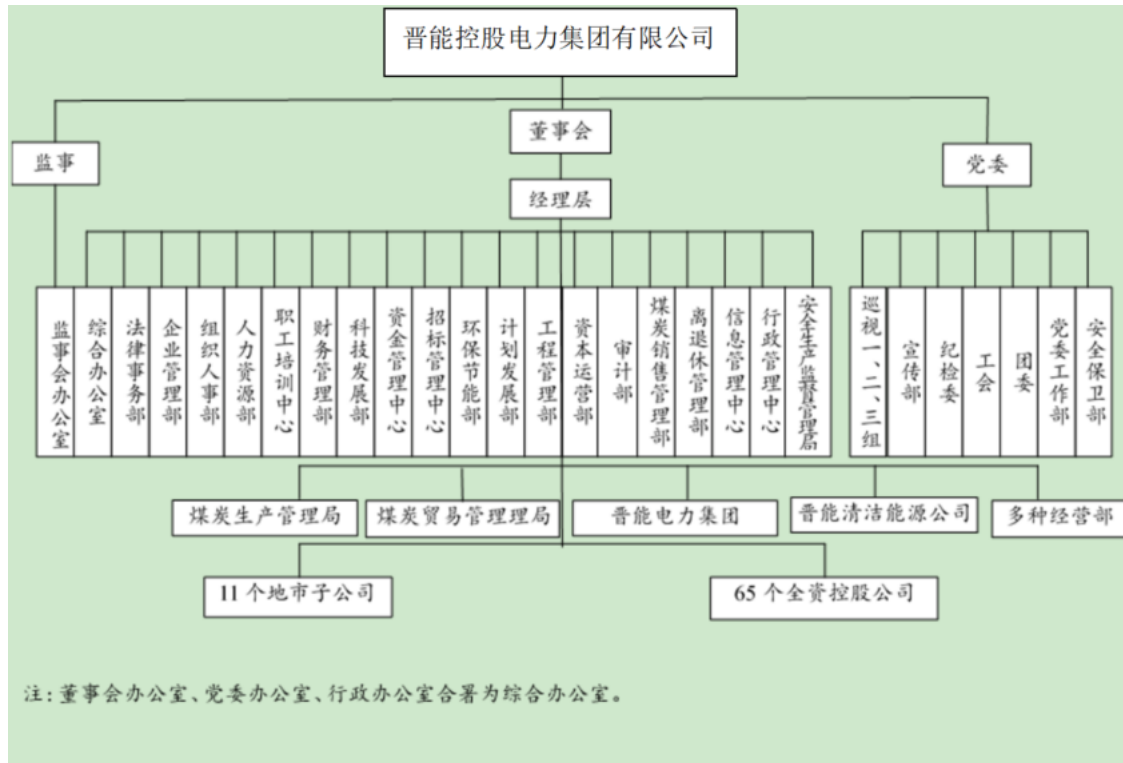 晋能控股电力集团有限公司
董事会
监事
党委
经理层
监事会办公室
综合办公室
法律事务部
企业管理部
组织人事部
人力资源部
职工培训中心
财务管理部
科技发展部
资金管理中心
招标管理中心
环保节能部
计划发展部
工程管理部
资本运营部
审计部
煤炭销售管理部
离退休管理部
信息管理中心
行政管理中心
安全生产监督管理局
巡视一、二、三组
宣传部
纪检委
工会
团委
党委工作部
安全保卫部
煤炭生产管理局
煤炭贸易管理理局
晋能电力集团
晋能清洁能源公司
多种经营部
11个地市子公司
65个全资控股公司
注:董事会办公室、党委办公室、行政办公室合署为综合办公室。